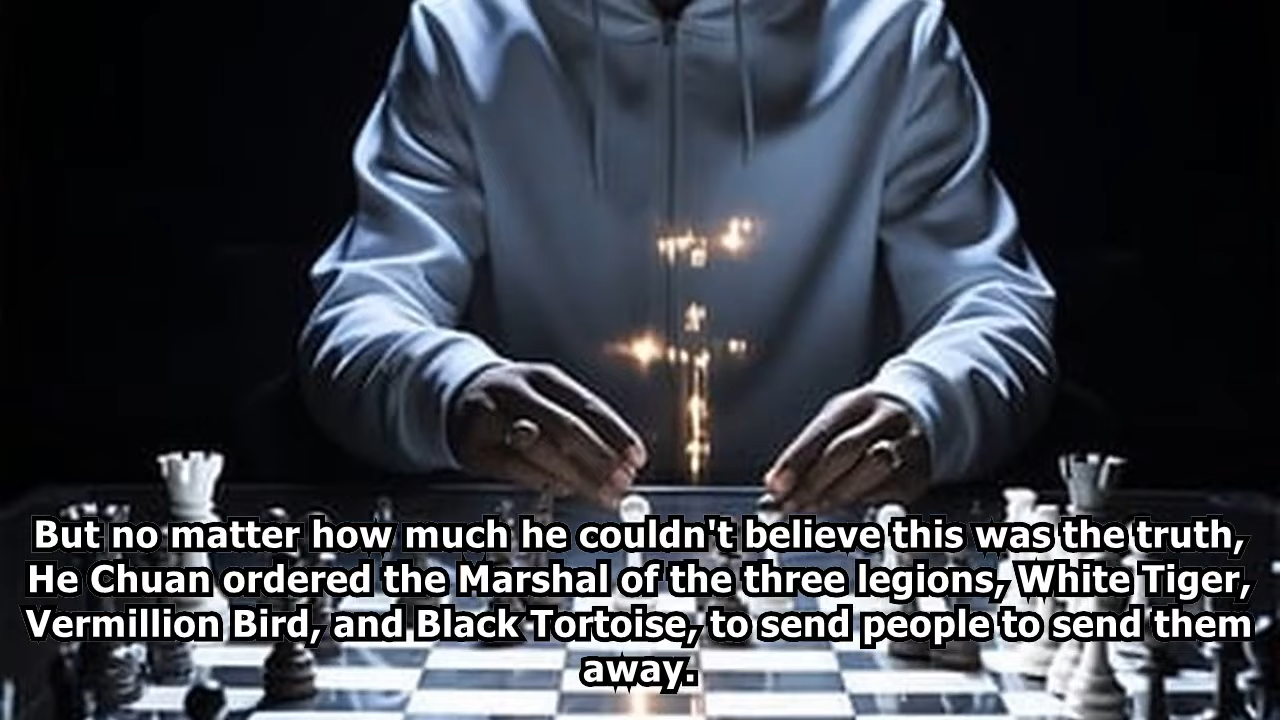 But no matter how much he couldn't believe this was the truth,
He Chuan ordered the Marshal of the three legions, White Tiger,
Vermillion Bird, and Black Tortoise, to send people to send them
away.